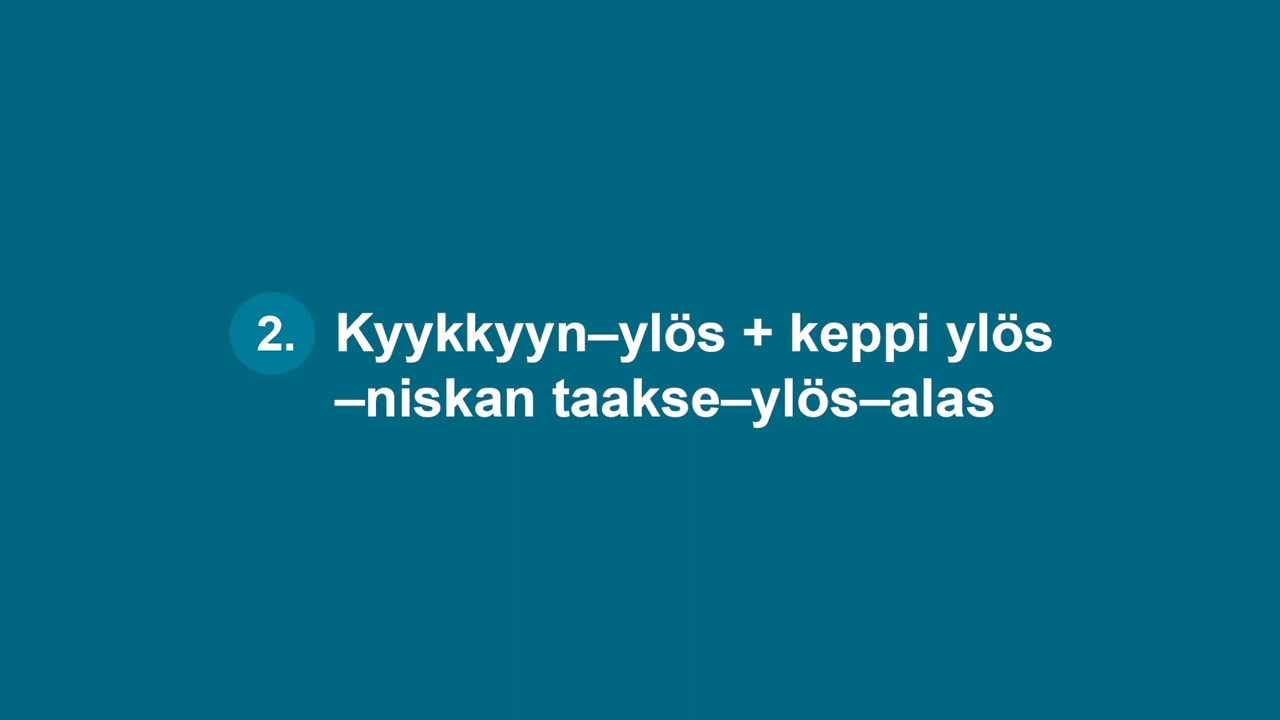 2. Kyykkyyn–ylös + keppi ylös
–niskan taakse–ylös–alas